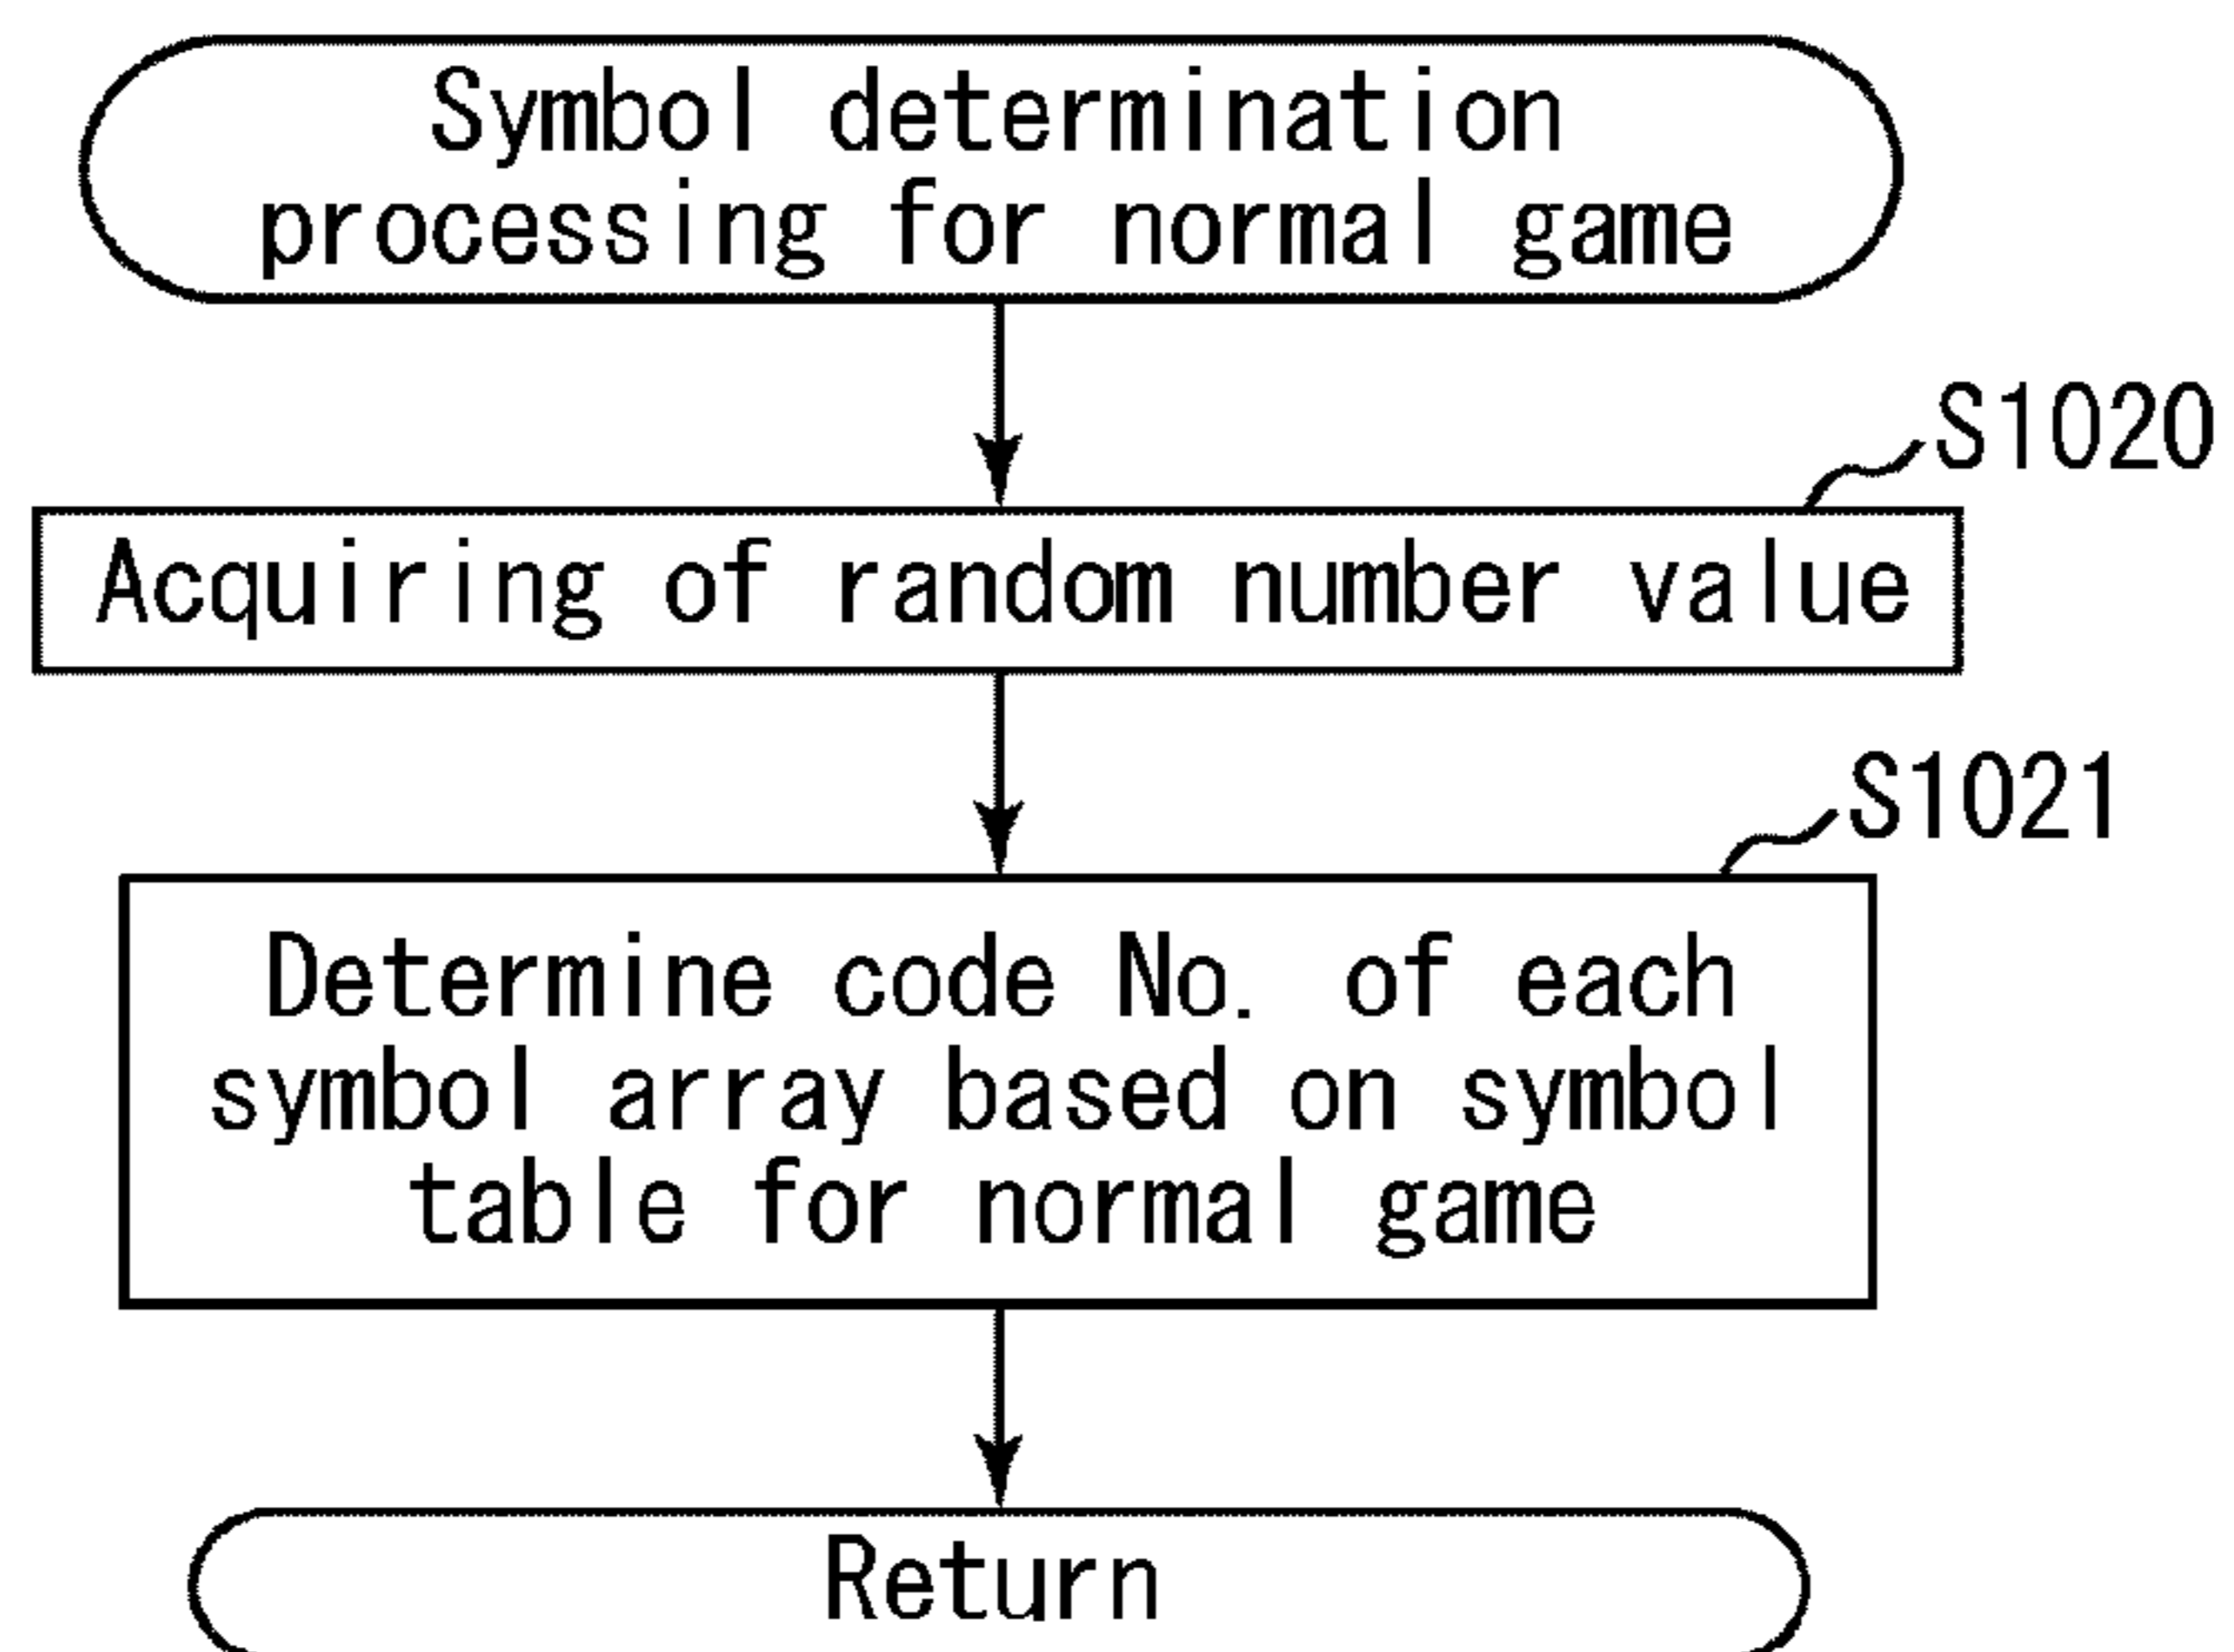 Symbol determination
processing for normal game
S1020
Acquiring of random number value
S1021
Determine code No. of each
symbol array based on symbol
table for normal game
Return